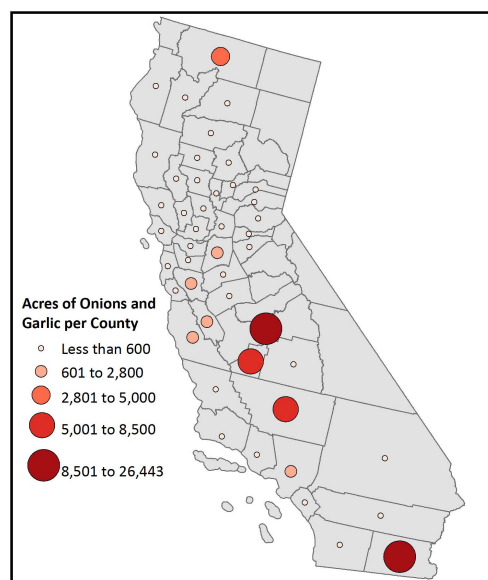 Acres of Onions and
Garlic per County
Less than 600
601 to 2,800
2,801 to 5,000
5,001 to 8,500
8,501 to 26,443